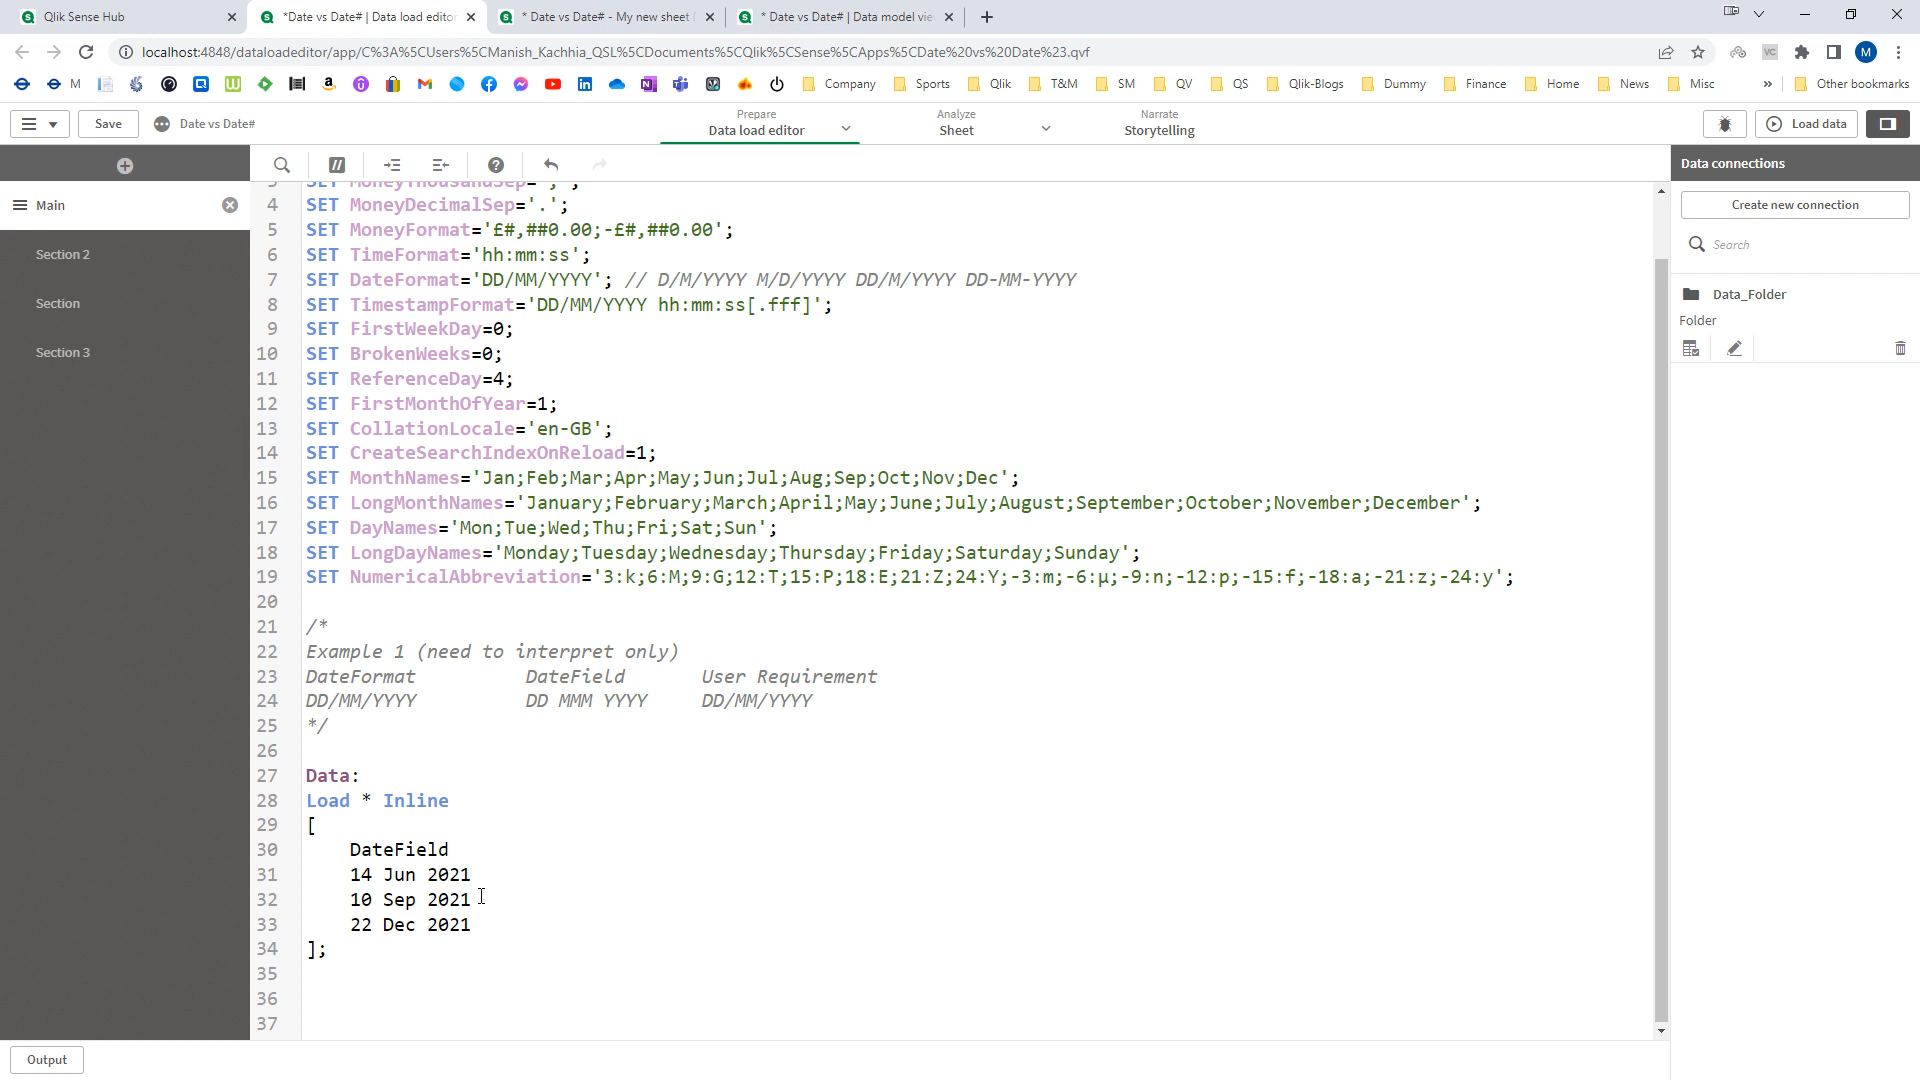 Qlik Sense Hub
*Date vs Date# | Data load editor
* Date vs Date# - My new sheet
* Date vs Date# | Data model vie
localhost:4848/dataloadeditor/app/C%3A%5CUsers%5CManish_Kachhia_QSL%5CDocuments%5CQlik%5CSense%5CApps%5CDate%20vs%20Date%23.qvf
VC
M
M
Company
Sports
Qlik
T&M
SM
QV
QS
Qlik-Blogs
Dummy
Finance
Home
News
Misc
»
Other bookmarks
Save
Date vs Date#
Prepare
Data load editor
Analyze
Sheet
Narrate
Storytelling
Load data
Main
Section 2
Section
Section 3
3 SET MoneyThousandSep=',';
4 SET MoneyDecimalSep='.';
5 SET MoneyFormat='£#,##0.00;-£#,##0.00';
6 SET TimeFormat='hh:mm:ss';
7 SET DateFormat='DD/MM/YYYY'; // D/M/YYYY M/D/YYYY DD/M/YYYY DD-MM-YYYY
8 SET TimestampFormat='DD/MM/YYYY hh:mm:ss[.fff]';
9 SET FirstWeekDay=0;
10 SET BrokenWeeks=0;
11 SET ReferenceDay=4;
12 SET FirstMonthOfYear=1;
13 SET CollationLocale='en-GB';
14 SET CreateSearchIndexOnReload=1;
15 SET MonthNames='Jan;Feb;Mar;Apr;May;Jun;Jul;Aug;Sep;Oct;Nov;Dec';
16 SET LongMonthNames='January;February;March;April;May;June;July;August;September;October;November;December';
17 SET DayNames='Mon;Tue;Wed;Thu;Fri;Sat;Sun';
18 SET LongDayNames='Monday;Tuesday;Wednesday;Thursday;Friday;Saturday;Sunday';
19 SET NumericalAbbreviation='3:k;6:M;9:G;12:T;15:P;18:E;21:Z;24:Y;-3:m;-6:μ;-9:n;-12:p;-15:f;-18:a;-21:z;-24:y';
20
21 /*
22 Example 1 (need to interpret only)
23 DateFormat DateField User Requirement
24 DD/MM/YYYY DD MMM YYYY DD/MM/YYYY
25 */
26
27 Data:
28 Load * Inline
29 [
30 DateField
31 14 Jun 2021
32 10 Sep 2021
33 22 Dec 2021
34 ];
35
36
37
Data connections
Create new connection
Search
Data_Folder
Folder
Output